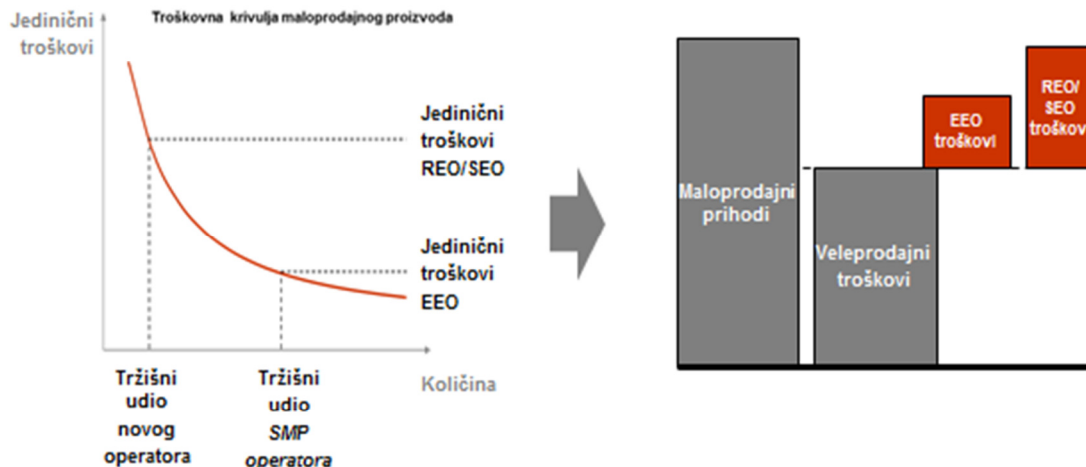 Troškovna krivulja maloprodajnog proizvoda
Jedinični
troškovi
Jedinični
troškovi
REO/SEO
Jedinični
troškovi
EEO
Tržišni
udio
novog
operatora
Tržišni
udio
SMP
operatora
Količina
Maloprodajni
prihodi
Veleprodajni
troškovi
EEO
troškovi
REO/
SEO
troškov